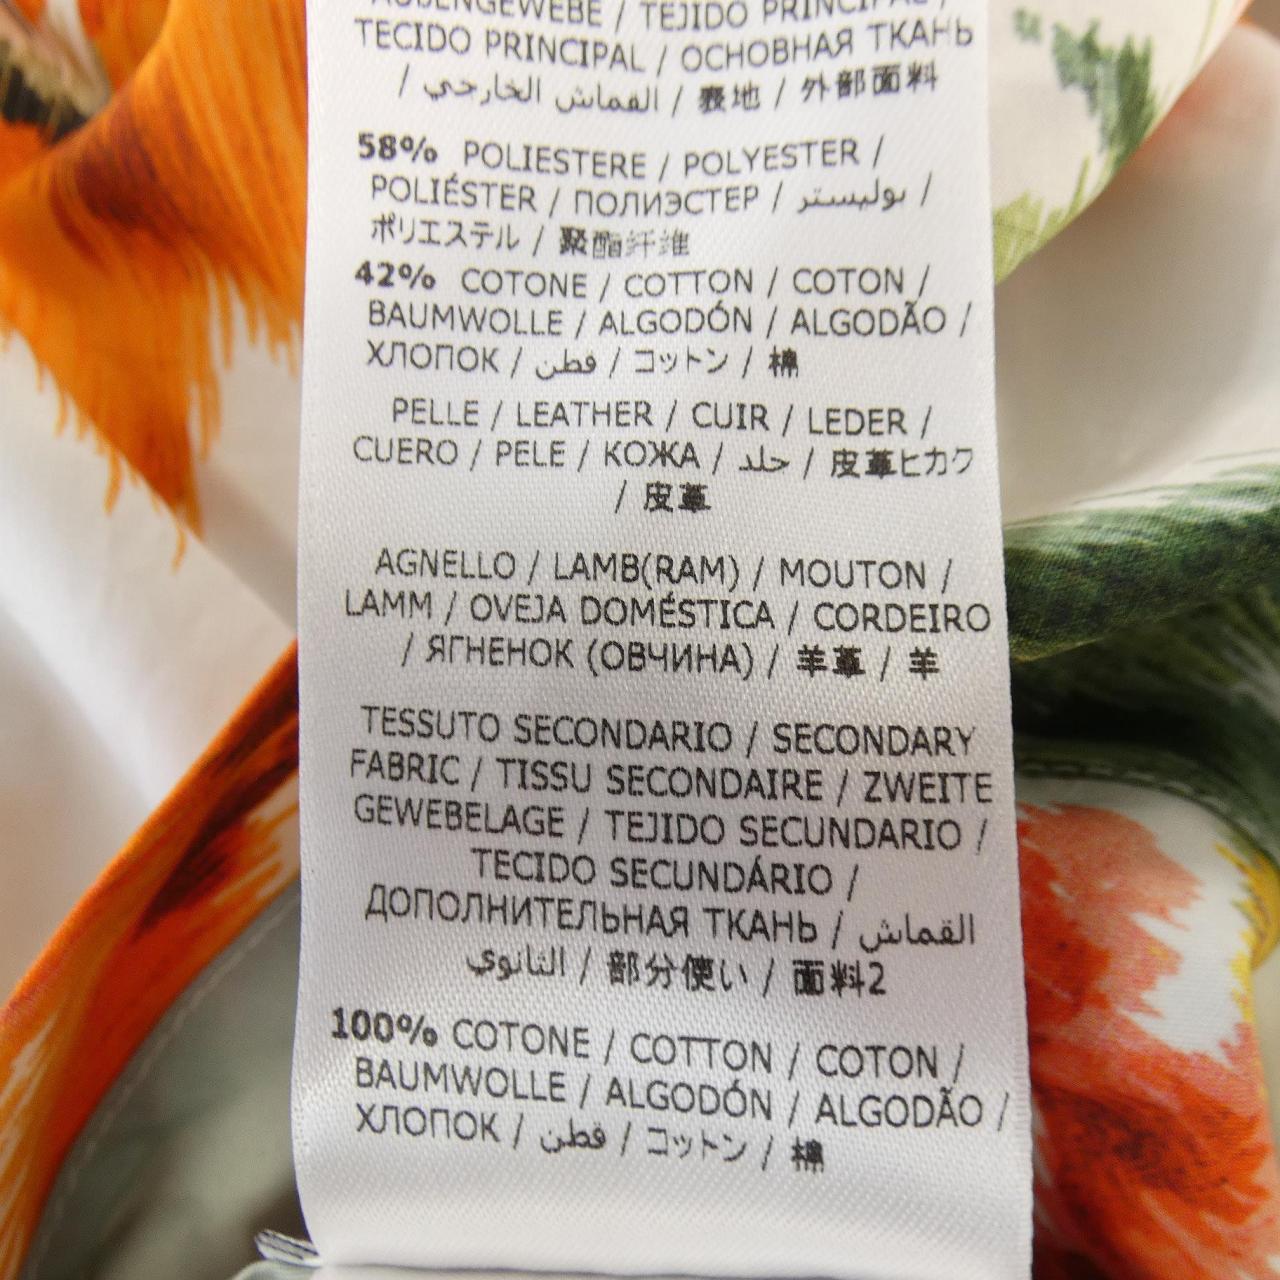 AUßENGEWEBE / TEJIDO PRINCIPAL /
TECIDO PRINCIPAL / ОСНОВНАЯ ТКАНЬ
/ القماش الخارجي / 表地 / 外部面料
58% POLIESTERE / POLYESTER /
POLIÉSTER / ПОЛИЭСТЕР / بوليستر /
ポリエステル / 聚酯纤维
42% COTONE / COTTON / COTON /
BAUMWOLLE / ALGODÓN / ALGODÃO /
ХЛОПОК / قطن / コットン / 棉
PELLE / LEATHER / CUIR / LEDER /
CUERO / PELE / КОЖА / جلد / 皮革ヒカク
/ 皮革
AGNELLO / LAMB(RAM) / MOUTON /
LAMM / OVEJA DOMÉSTICA / CORDEIRO
/ ЯГНЕНОК (ОВЧИНА) / 羊革 / 羊
TESSUTO SECONDARIO / SECONDARY
FABRIC / TISSU SECONDAIRE / ZWEITE
GEWEBELAGE / TEJIDO SECUNDARIO /
TECIDO SECUNDÁRIO /
ДОПОЛНИТЕЛЬНАЯ ТКАНЬ / القماش
الثانوي / 部分使い / 面料2
100% COTONE / COTTON / COTON /
BAUMWOLLE / ALGODÓN / ALGODÃO /
ХЛОПОК / قطن / コットン / 棉